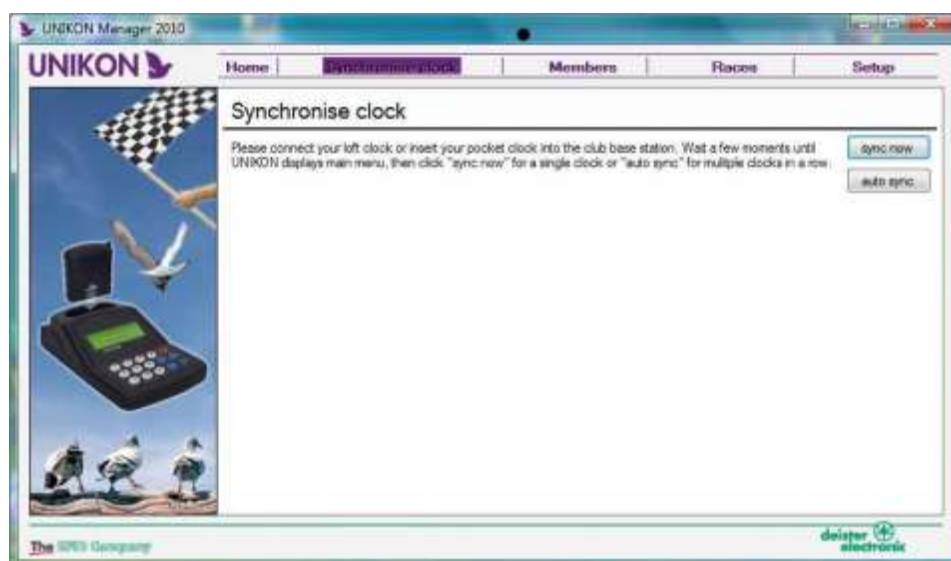 UNIKON Manager 2010
UNIKON
Home | Synchronise clock | Members | Races | Setup
Synchronise clock
Please connect your loft clock or insert your pocket clock into the club base station. Wait a few moments until
UNIKON displays main menu, then click "sync now" for a single clock or "auto sync" for multiple clocks in a row.
sync now
auto sync
The RFID Company
deister
electronic